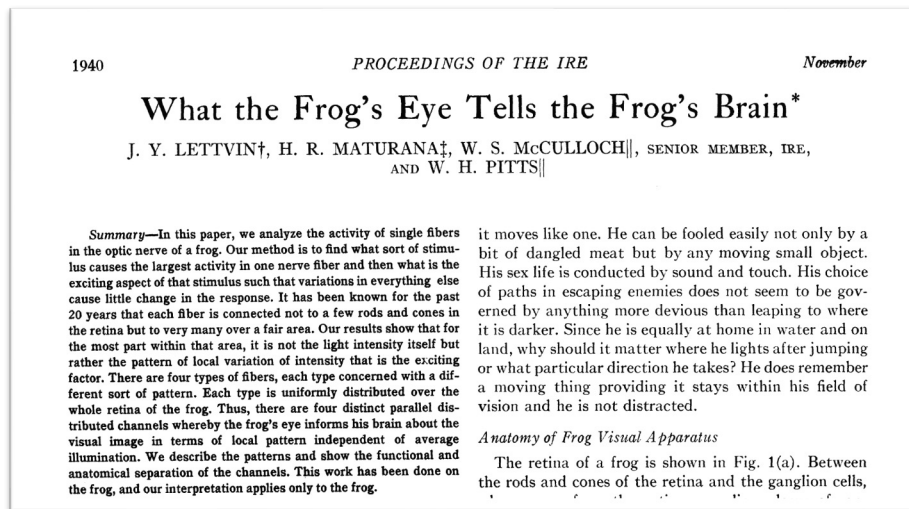 1940
PROCEEDINGS OF THE IRE
November
What the Frog's Eye Tells the Frog's Brain*
J. Y. LETTVIN†, H. R. MATURANA‡, W. S. McCULLOCH||, SENIOR MEMBER, IRE,
AND W. H. PITTS||
Summary—In this paper, we analyze the activity of single fibers
in the optic nerve of a frog. Our method is to find what sort of stimu-
lus causes the largest activity in one nerve fiber and then what is the
exciting aspect of that stimulus such that variations in everything else
cause little change in the response. It has been known for the past
20 years that each fiber is connected not to a few rods and cones in
the retina but to very many over a fair area. Our results show that for
the most part within that area, it is not the light intensity itself but
rather the pattern of local variation of intensity that is the exciting
factor. There are four types of fibers, each type concerned with a dif-
ferent sort of pattern. Each type is uniformly distributed over the
whole retina of the frog. Thus, there are four distinct parallel dis-
tributed channels whereby the frog's eye informs his brain about the
visual image in terms of local pattern independent of average
illumination. We describe the patterns and show the functional and
anatomical separation of the channels. This work has been done on
the frog, and our interpretation applies only to the frog.
it moves like one. He can be fooled easily not only by a
bit of dangled meat but by any moving small object.
His sex life is conducted by sound and touch. His choice
of paths in escaping enemies does not seem to be gov-
erned by anything more devious than leaping to where
it is darker. Since he is equally at home in water and on
land, why should it matter where he lights after jumping
or what particular direction he takes? He does remember
a moving thing providing it stays within his field of
vision and he is not distracted.
Anatomy of Frog Visual Apparatus
The retina of a frog is shown in Fig. 1(a). Between
the rods and cones of the retina and the ganglion cells,